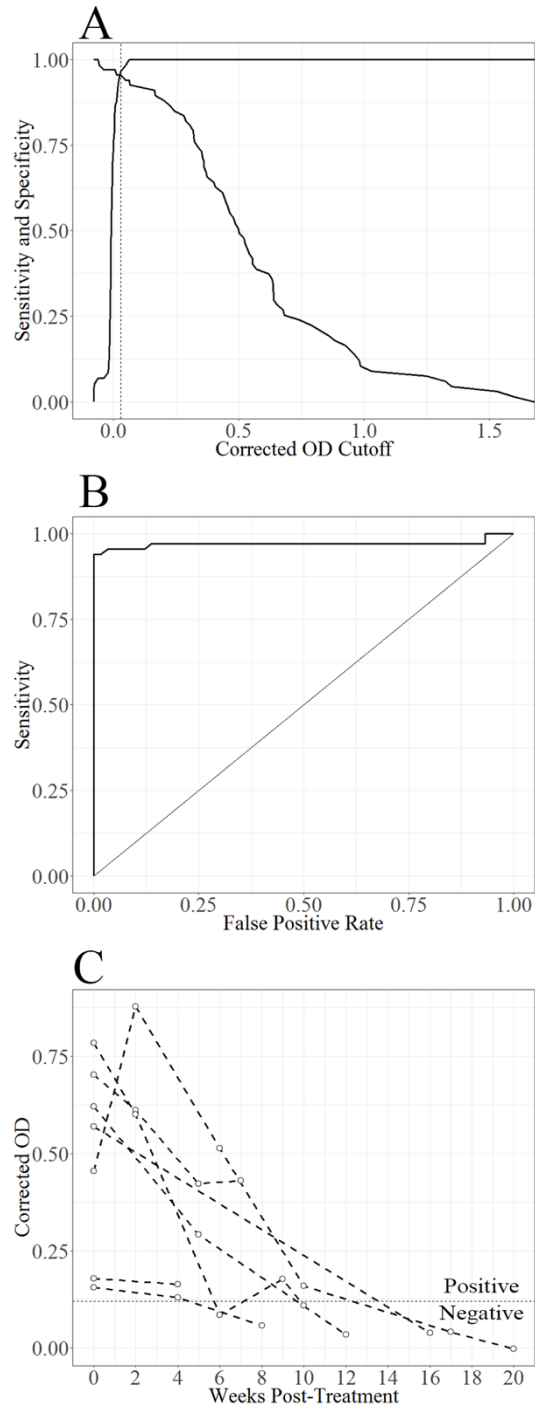 A
1.00
0.75
0.50
0.25
0.00
Sensitivity and Specificity
0.0 0.5 1.0 1.5
Corrected OD Cutoff
B
1.00
0.75
0.50
0.25
0.00
Sensitivity
0.00 0.25 0.50 0.75 1.00
False Positive Rate
C
0.75
0.50
0.25
0.00
Corrected OD
Positive
Negative
0 2 4 6 8 10 12 14 16 18 20
Weeks Post-Treatment